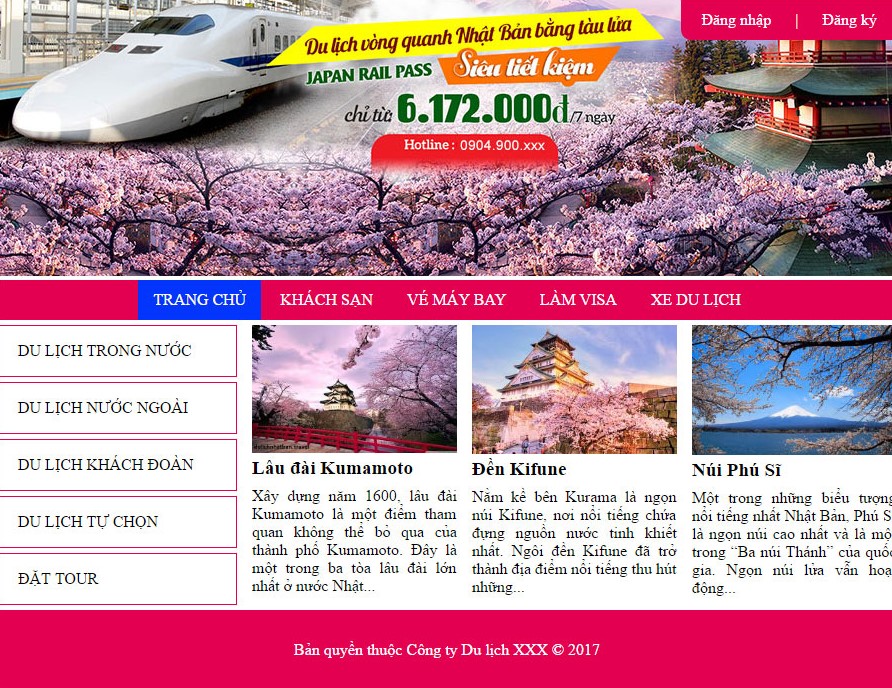 Đăng nhập | Đăng ký
Du lịch vòng quanh Nhật Bản bằng tàu lửa
JAPAN RAIL PASS Siêu tiết kiệm
chỉ từ: 6.172.000đ/7 ngày
Hotline : 0904.900.xxx
TRANG CHỦ KHÁCH SẠN VÉ MÁY BAY LÀM VISA XE DU LỊCH
DU LỊCH TRONG NƯỚC
DU LỊCH NƯỚC NGOÀI
DU LỊCH KHÁCH ĐOÀN
DU LỊCH TỰ CHỌN
ĐẶT TOUR
Lâu đài Kumamoto
Xây dựng năm 1600, lâu đài
Kumamoto là một điểm tham
quan không thể bỏ qua của
thành phố Kumamoto. Đây là
một trong ba tòa lâu đài lớn
nhất ở nước Nhật...
Đền Kifune
Nằm kề bên Kurama là ngọn
núi Kifune, nơi nổi tiếng chứa
đựng nguồn nước tinh khiết
nhất. Ngôi đền Kifune đã trở
thành địa điểm nổi tiếng thu hút
những...
Núi Phú Sĩ
Một trong những biểu tượng
nổi tiếng nhất Nhật Bản, Phú S
là ngọn núi cao nhất và là mộ
trong “Ba núi Thánh” của quốc
gia. Ngọn núi lửa vẫn hoạ
động...
Bản quyền thuộc Công ty Du lịch XXX © 2017